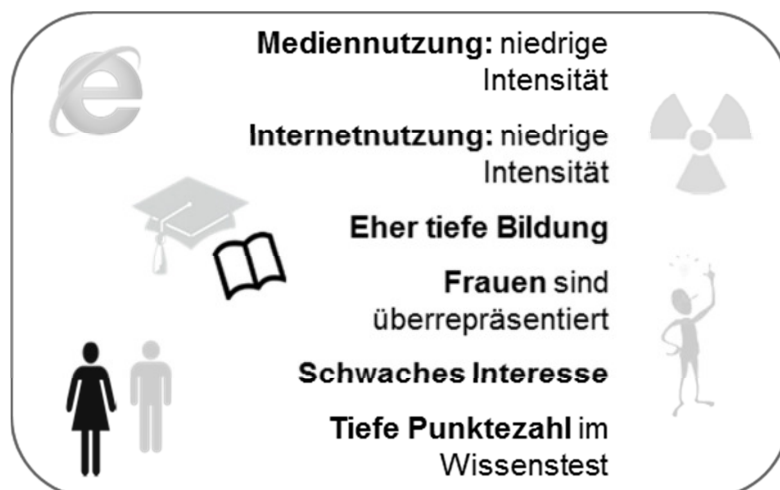 Mediennutzung: niedrige
Intensität
Internetnutzung: niedrige
Intensität
Eher tiefe Bildung
Frauen sind
überrepräsentiert
Schwaches Interesse
Tiefe Punktezahl im
Wissenstest